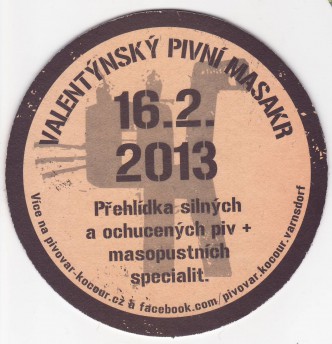 VALENTÝNSKÝ PIVNÍ MASAKR
16.2.
2013
Přehlídka silných
a ochucených piv +
masopustních
specialit.
Více na pivovar-kocour.cz a facebook.com/pivovar.kocour.varnsdorf